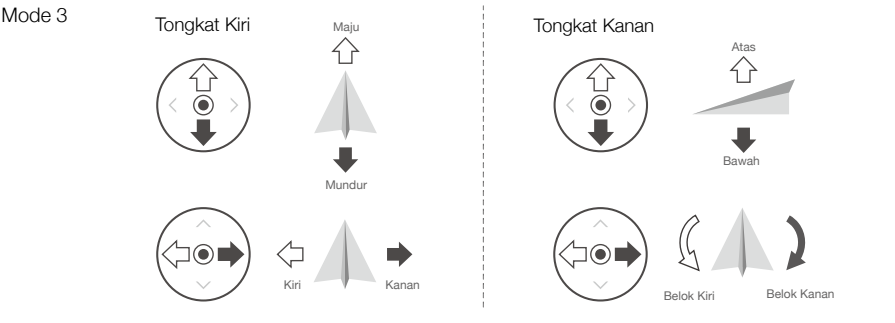 Mode 3
Tongkat Kiri
Maju
Mundur
Kiri
Kanan
Tongkat Kanan
Atas
Bawah
Belok Kiri
Belok Kanan